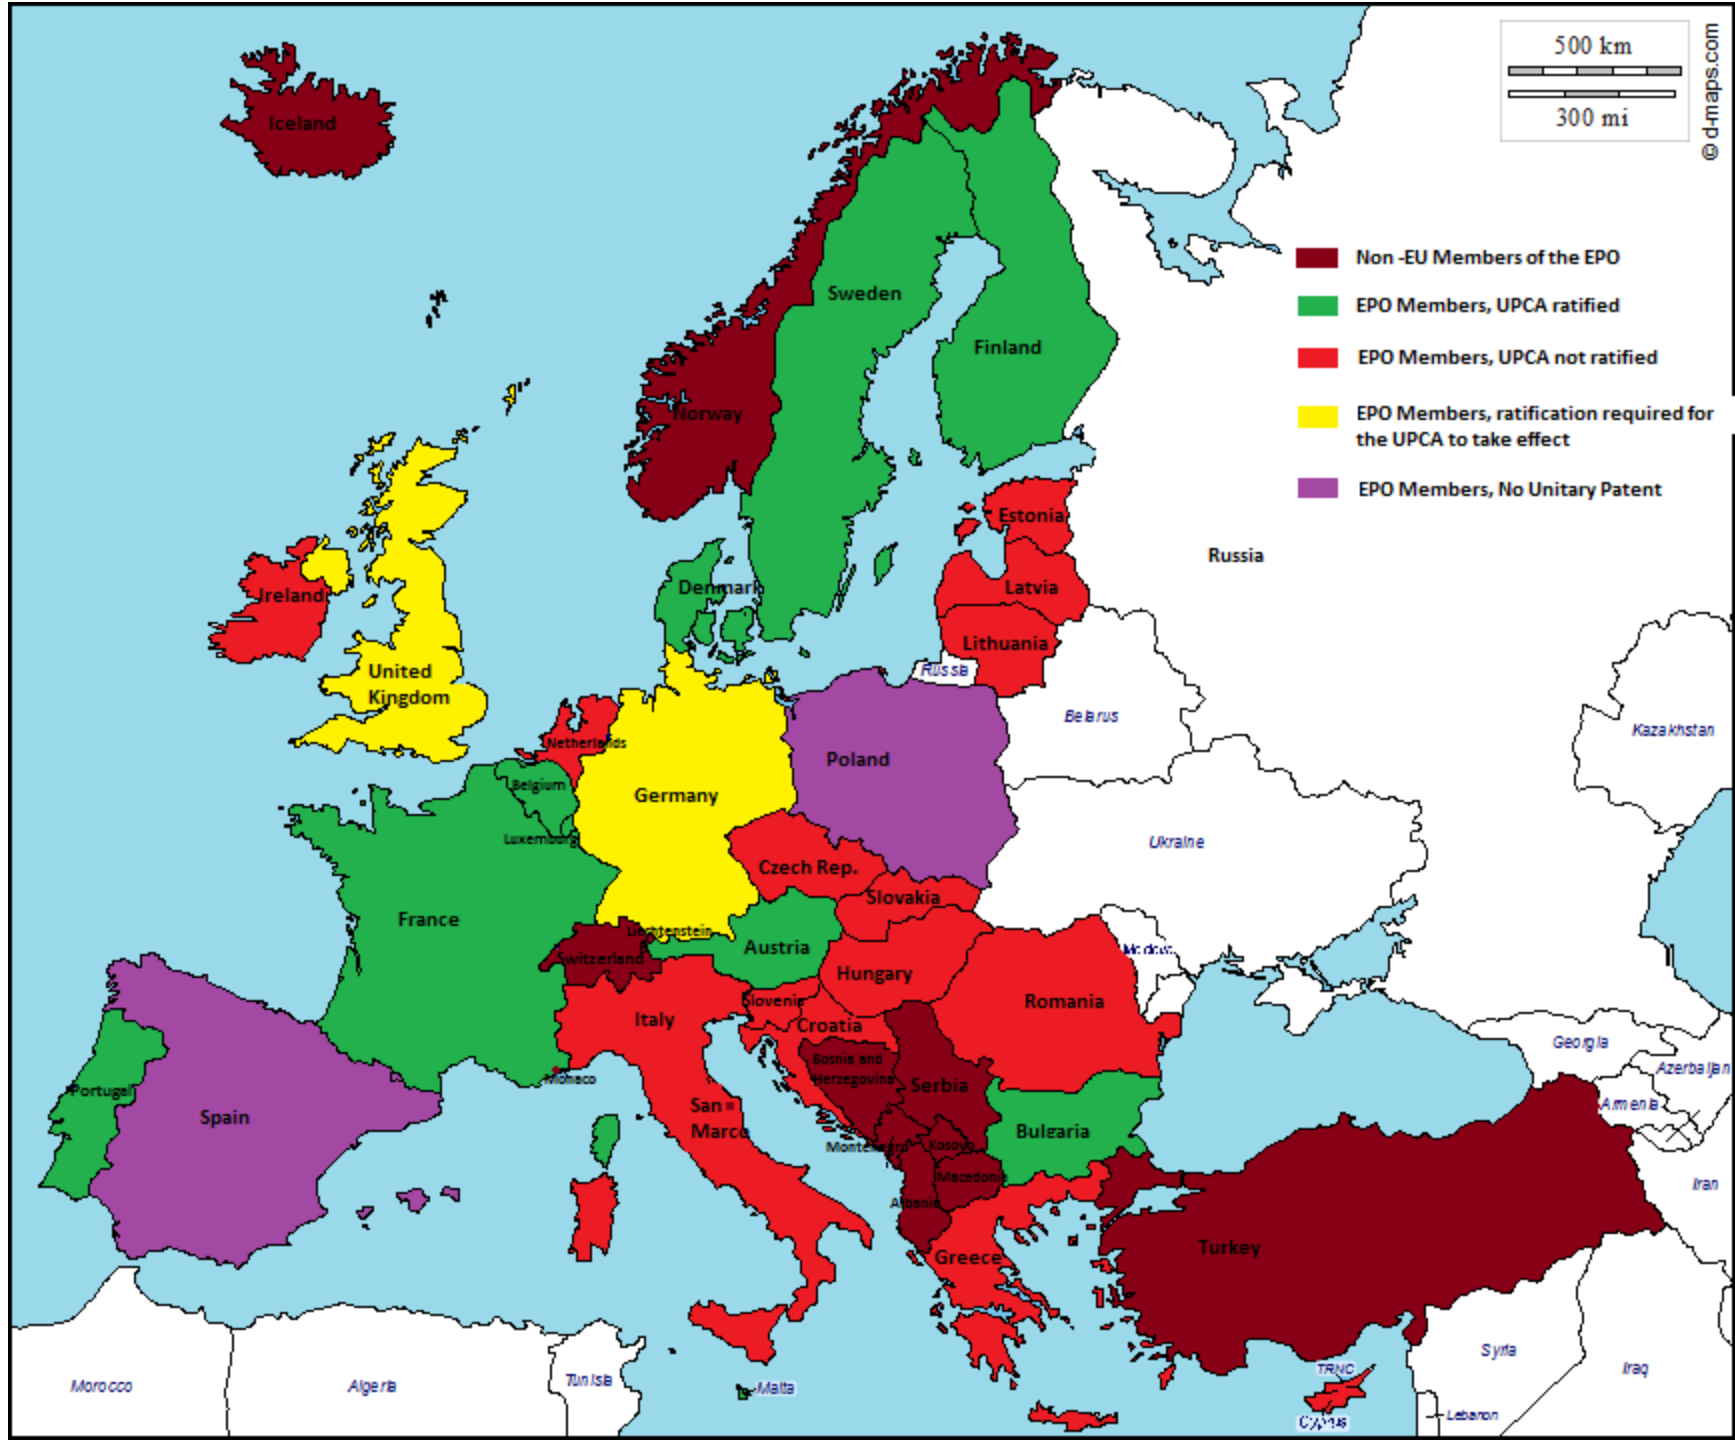 500 km
300 mi
© d-maps.com
Iceland
Non -EU Members of the EPO
EPO Members, UPCA ratified
EPO Members, UPCA not ratified
EPO Members, ratification required for
the UPCA to take effect
EPO Members, No Unitary Patent
Sweden
Finland
Norway
Estonia
Russia
Denmark
Latvia
Ireland
Lithuania
United
Kingdom
Russia
Belarus
Kazakhstan
Netherlands
Poland
Belgium
Germany
Luxemburg
Ukraine
Czech Rep.
Slovakia
France
Liechtenstein
Austria
Switzerland
Hungary
Slovenia
Romania
Italy
Croatia
Georgia
Bosnia and
Herzegovina
Azerbaijan
Monaco
Serbia
Portugal
San
Marco
Armenia
Spain
Bulgaria
Montenegro
Kosovo
Macedonia
Iran
Albania
Turkey
Greece
Syria
Iraq
TRNC
Morocco
Algeria
Tunisia
Malta
Cyprus
Lebanon